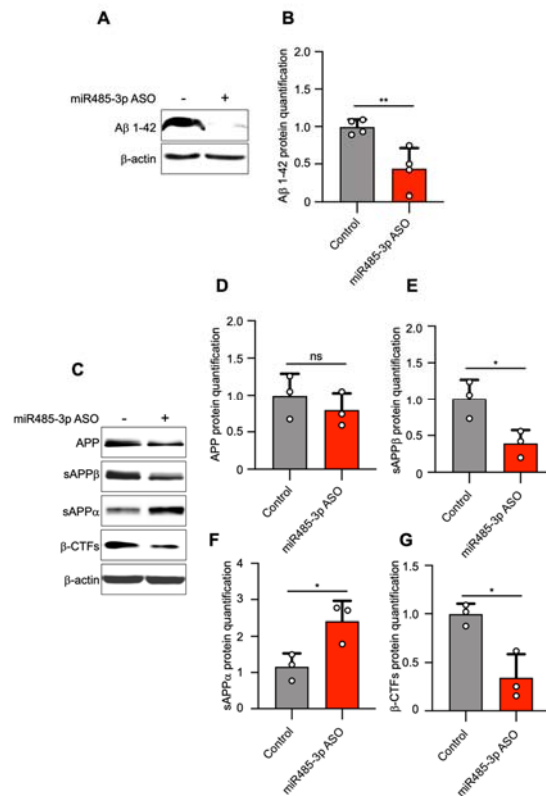 A
miR485-3p ASO - +
Aβ 1-42
β-actin
B
Aβ 1-42 protein quantification
2.0
1.5
1.0
0.5
0
**
Control
miR485-3p ASO
C
miR485-3p ASO - +
APP
sAPPβ
sAPPα
β-CTFs
β-actin
D
APP protein quantification
2.0
1.5
1.0
0.5
0
ns
Control
miR485-3p ASO
E
sAPPβ protein quantification
2.0
1.5
1.0
0.5
0
*
Control
miR485-3p ASO
F
sAPPα protein quantification
4
3
2
1
0
*
Control
miR485-3p ASO
G
β-CTFs protein quantification
1.5
1.0
0.5
0
*
Control
miR485-3p ASO